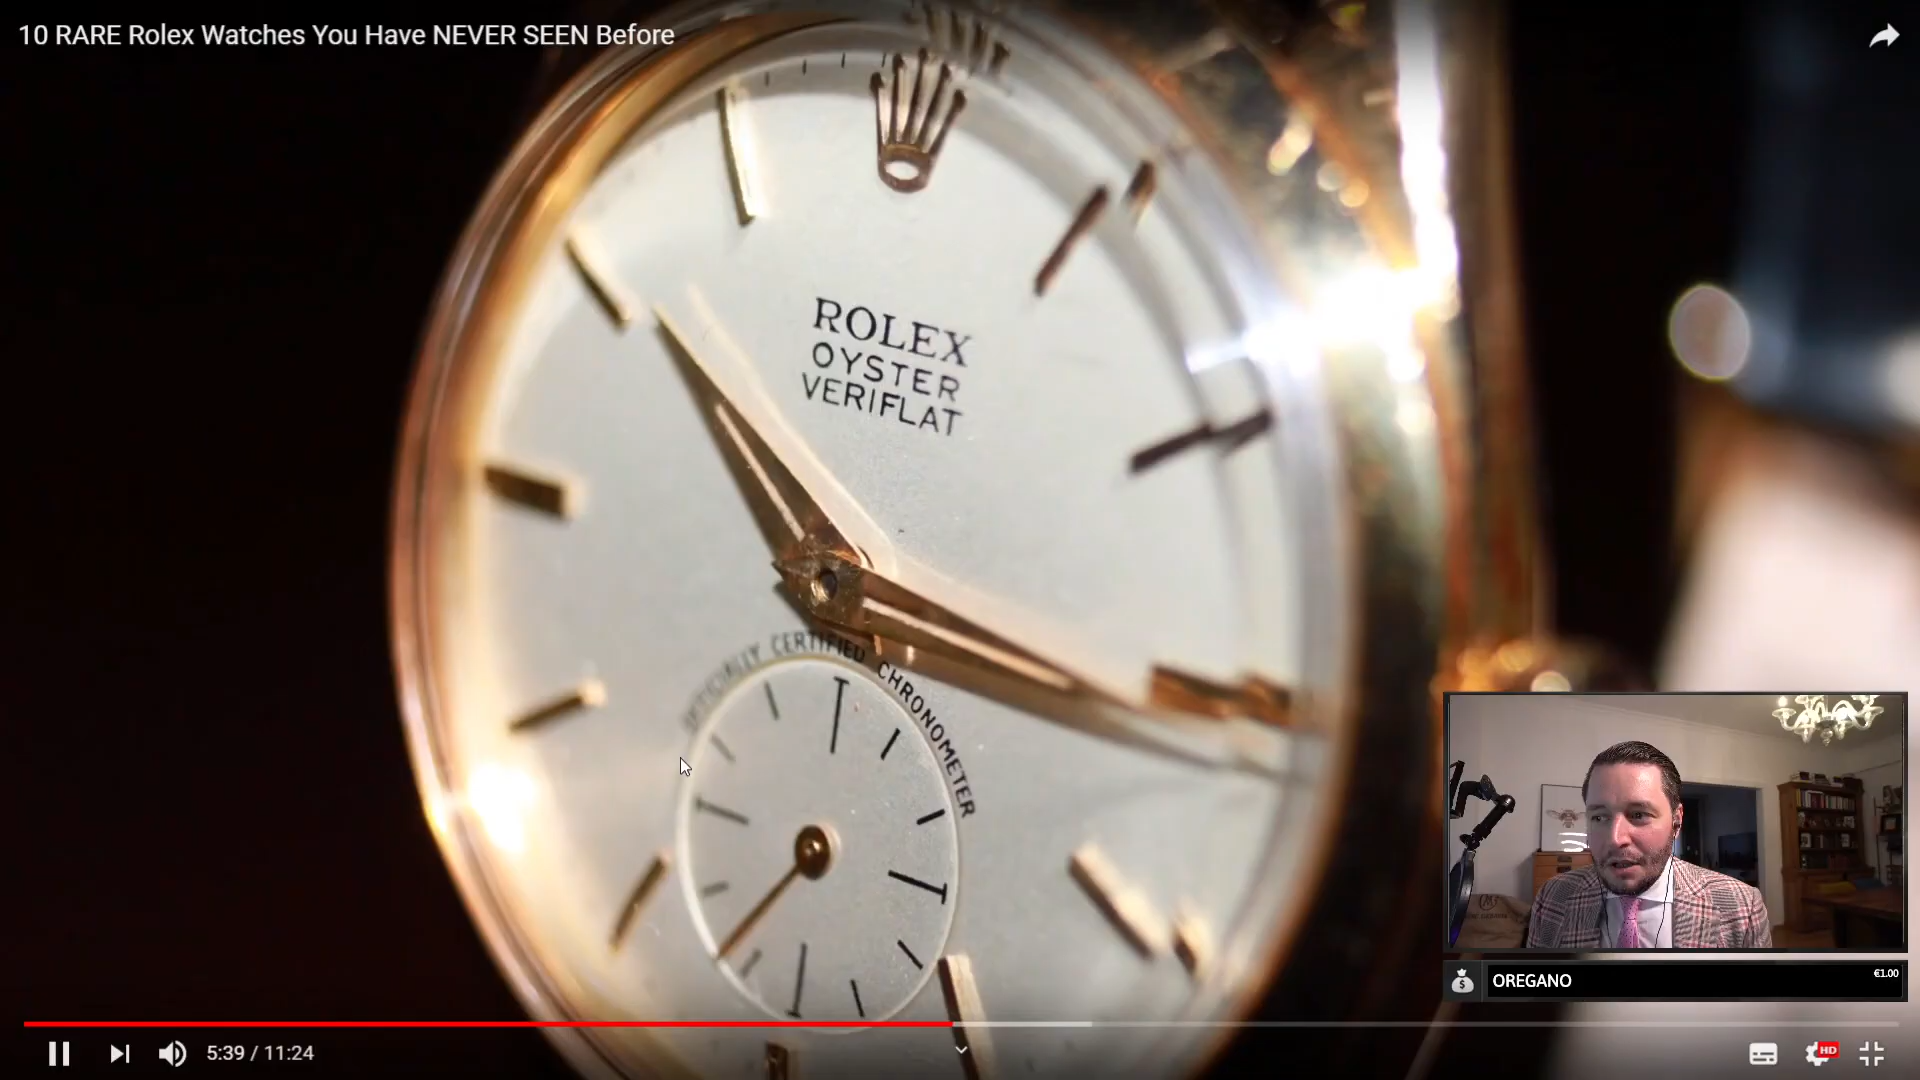 10 RARE Rolex Watches You Have NEVER SEEN Before
ROLEX
OYSTER
VERIFLAT
OFFICIALLY CERTIFIED CHRONOMETER
OREGANO
€1.00
5:39 / 11:24
HD